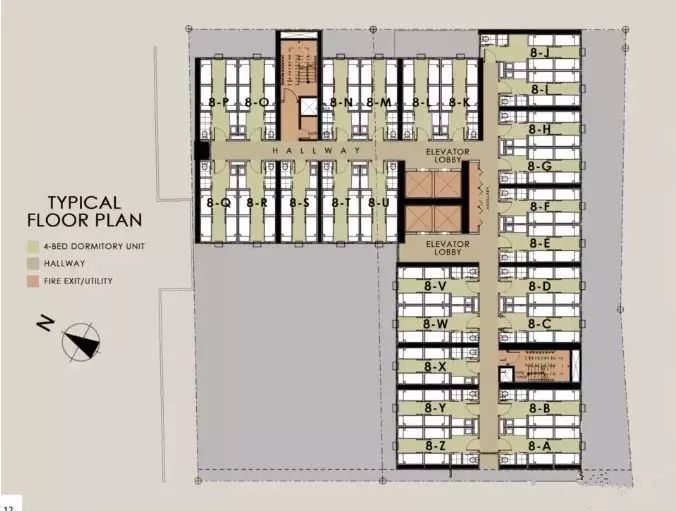 8-J
8-I
8-P
8-O
8-N
8-M
8-L
8-K
8-H
8-G
HALLWAY
ELEVATOR
LOBBY
8-Q
8-R
8-S
8-T
8-U
8-F
8-E
ELEVATOR
LOBBY
TYPICAL
FLOOR PLAN
4-BED DORMITORY UNIT
HALLWAY
FIRE EXIT/UTILITY
N
8-V
8-D
8-W
8-C
8-X
8-Y
8-B
8-Z
8-A
12